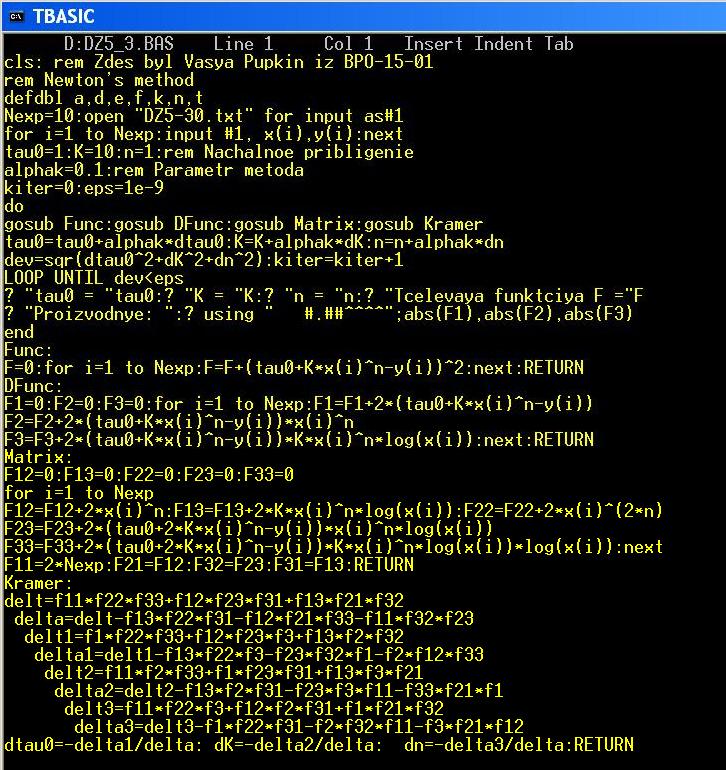 TBASIC
D:DZ5_3.BAS Line 1 Col 1 Insert Indent Tab
cls: rem Zdes byl Vasya Pupkin iz BPO-15-01
rem Newton's method
defdbl a,d,e,f,k,n,t
Nexp=10:open "DZ5-30.txt" for input as#1
for i=1 to Nexp:input #1, x(i),y(i):next
tau0=1:K=10:n=1:rem Nachalnoe pribligenie
alphak=0.1:rem Parametr metoda
kiter=0:eps=1e-9
do
gosub Func:gosub DFunc:gosub Matrix:gosub Kramer
tau0=tau0+alphak*dtau0:K=K+alphak*dK:n=n+alphak*dn
dev=sqr(dtau0^2+dK^2+dn^2):kiter=kiter+1
LOOP UNTIL dev<eps
? "tau0 = "tau0:? "K = "K:? "n = "n:? "Tcelevaya funktciya F ="F
? "Proizvodnye: ":? using "   #.##^^^^";abs(F1),abs(F2),abs(F3)
end
Func:
F=0:for i=1 to Nexp:F=F+(tau0+K*x(i)^n-y(i))^2:next:RETURN
DFunc:
F1=0:F2=0:F3=0:for i=1 to Nexp:F1=F1+2*(tau0+K*x(i)^n-y(i))
F2=F2+2*(tau0+K*x(i)^n-y(i))*x(i)^n
F3=F3+2*(tau0+K*x(i)^n-y(i))*K*x(i)^n*log(x(i)):next:RETURN
Matrix:
F12=0:F13=0:F22=0:F23=0:F33=0
for i=1 to Nexp
F12=F12+2*x(i)^n:F13=F13+2*K*x(i)^n*log(x(i)):F22=F22+2*x(i)^(2*n)
F23=F23+2*(tau0+2*K*x(i)^n-y(i))*x(i)^n*log(x(i))
F33=F33+2*(tau0+2*K*x(i)^n-y(i))*K*x(i)^n*log(x(i))*log(x(i)):next
F11=2*Nexp:F21=F12:F32=F23:F31=F13:RETURN
Kramer:
delt=f11*f22*f33+f12*f23*f31+f13*f21*f32
delta=delt-f13*f22*f31-f12*f21*f33-f11*f32*f23
delt1=f1*f22*f33+f12*f23*f3+f13*f2*f32
delta1=delt1-f13*f22*f3-f23*f32*f1-f2*f12*f33
delt2=f11*f2*f33+f1*f23*f31+f13*f3*f21
delta2=delt2-f13*f2*f31-f23*f3*f11-f33*f21*f1
delt3=f11*f22*f3+f12*f2*f31+f1*f21*f32
delta3=delt3-f1*f22*f31-f2*f32*f11-f3*f21*f12
dtau0=-delta1/delta: dK=-delta2/delta:  dn=-delta3/delta:RETURN